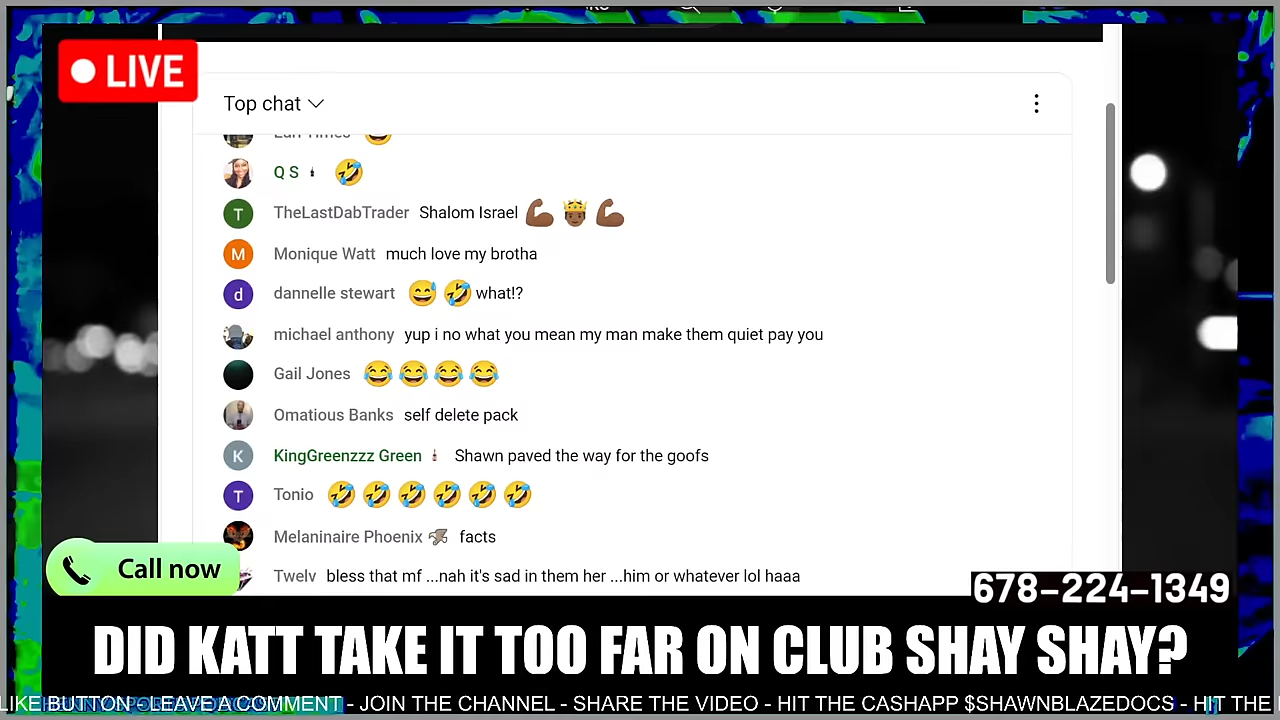 LIVE
Top chat
Earl Times 😅
Q S 🤣
T TheLastDabTrader Shalom Israel 💪🏾🤴🏾💪🏾
M Monique Watt much love my brotha
d dannelle stewart 😅🤣 what!?
michael anthony yup i no what you mean my man make them quiet pay you
Gail Jones 😂😂😂😂
Omatious Banks self delete pack
K KingGreenzzz Green Shawn paved the way for the goofs
T Tonio 🤣🤣🤣🤣🤣🤣
Melaninaire Phoenix facts
Twelv bless that mf ...nah it's sad in them her ...him or whatever lol haaa
Call now
678-224-1349
DID KATT TAKE IT TOO FAR ON CLUB SHAY SHAY?
LIKE BUTTON - LEAVE A COMMENT - JOIN THE CHANNEL - SHARE THE VIDEO - HIT THE CASHAPP $SHAWNBLAZEDOCS - HIT THE